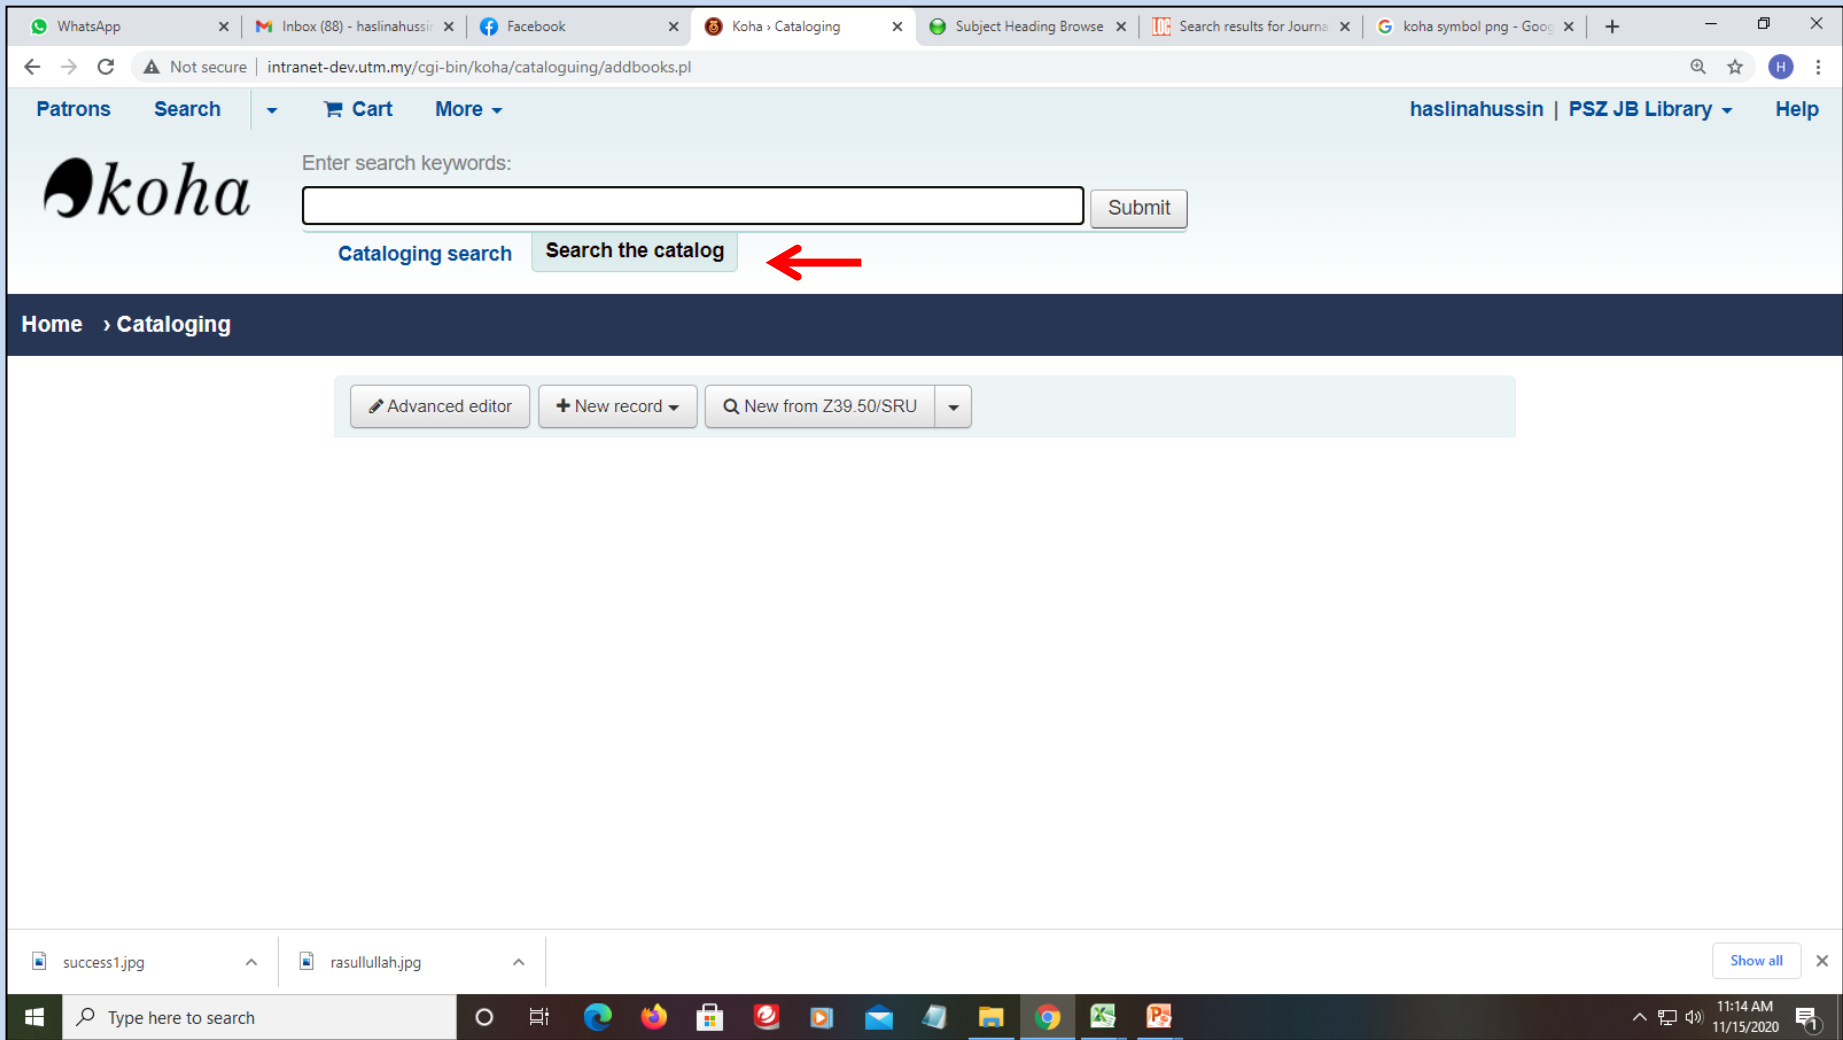 WhatsApp
Inbox (88) - haslinahussin
Facebook
Koha › Cataloging
Subject Heading Browse
Search results for Journa
koha symbol png - Goog
Not secure | intranet-dev.utm.my/cgi-bin/koha/cataloguing/addbooks.pl
H
Patrons Search Cart More haslinahussin | PSZ JB Library Help
koha
Enter search keywords:
Submit
Cataloging search Search the catalog
Home › Cataloging
Advanced editor + New record New from Z39.50/SRU
success1.jpg rasullullah.jpg Show all
Type here to search
11:14 AM
11/15/2020
1